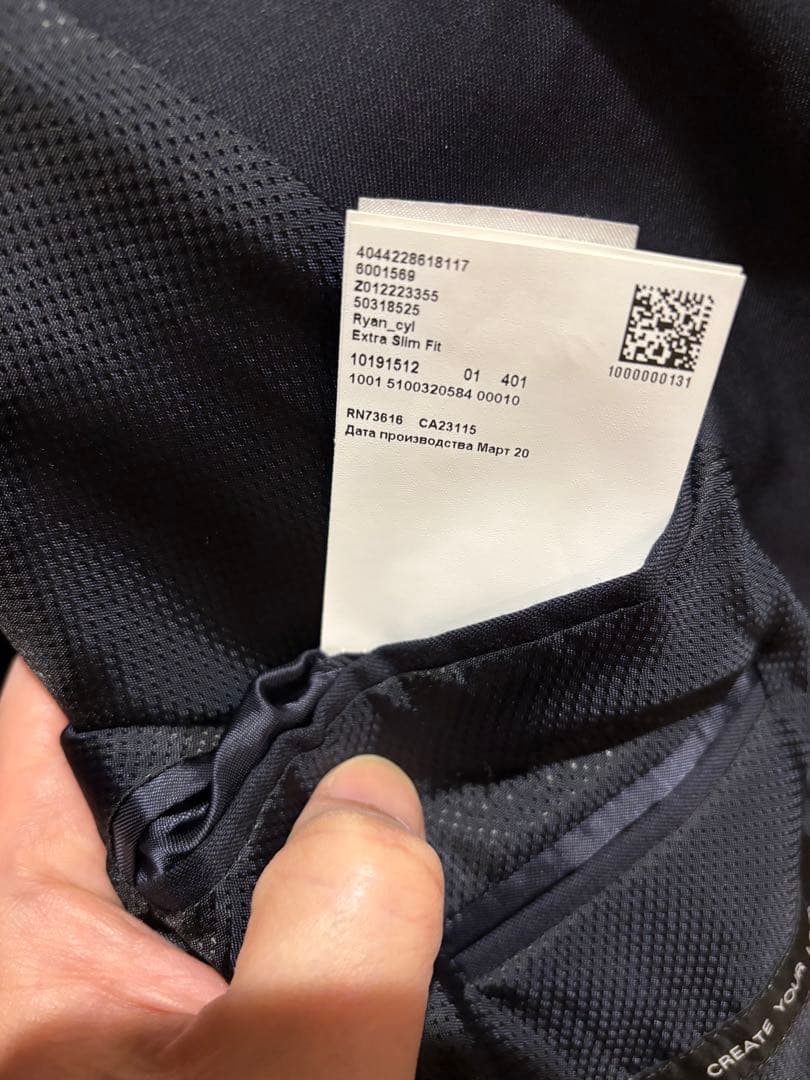 4044228618117
6001569
Z012223355
50318525
Ryan_cyl
Extra Slim Fit
10191512 01 401
1001 5100320584 00010
1000000131
RN73616 CA23115
Дата производства Март 20
CREATE YOUR